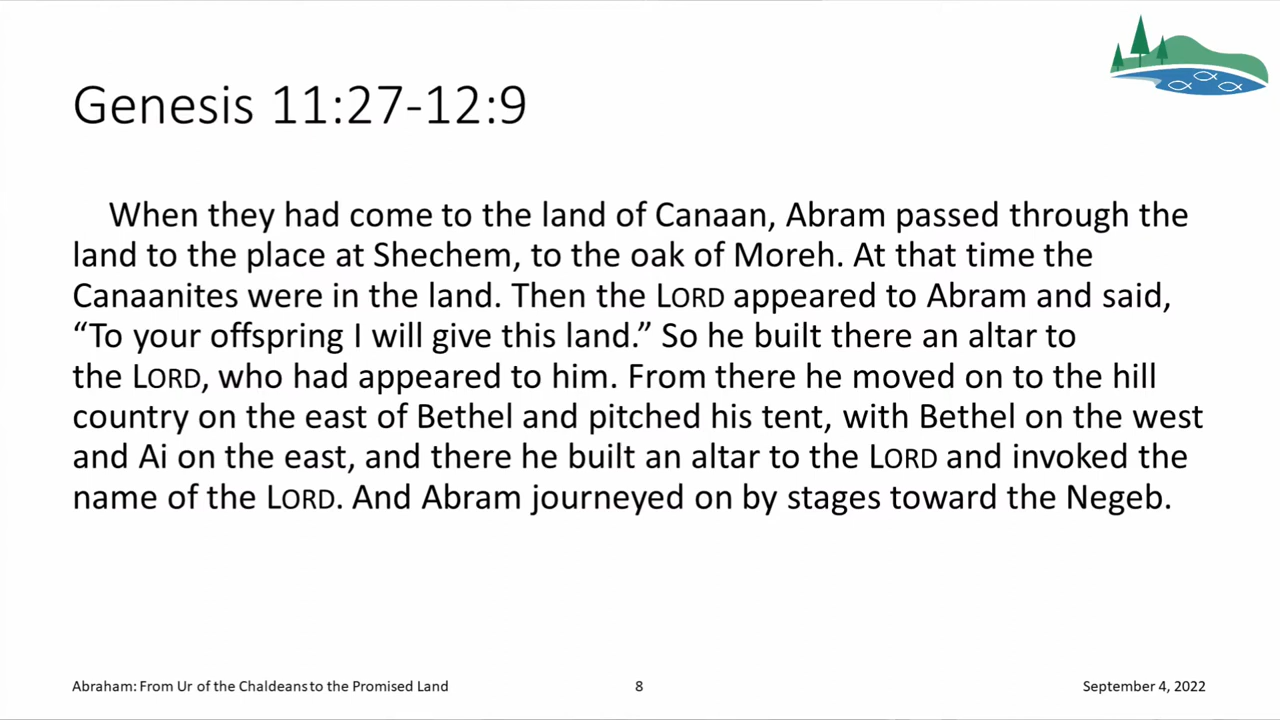 Genesis 11:27-12:9
When they had come to the land of Canaan, Abram passed through the
land to the place at Shechem, to the oak of Moreh. At that time the
Canaanites were in the land. Then the LORD appeared to Abram and said,
“To your offspring I will give this land.” So he built there an altar to
the LORD, who had appeared to him. From there he moved on to the hill
country on the east of Bethel and pitched his tent, with Bethel on the west
and Ai on the east, and there he built an altar to the LORD and invoked the
name of the LORD. And Abram journeyed on by stages toward the Negeb.
Abraham: From Ur of the Chaldeans to the Promised Land
8
September 4, 2022